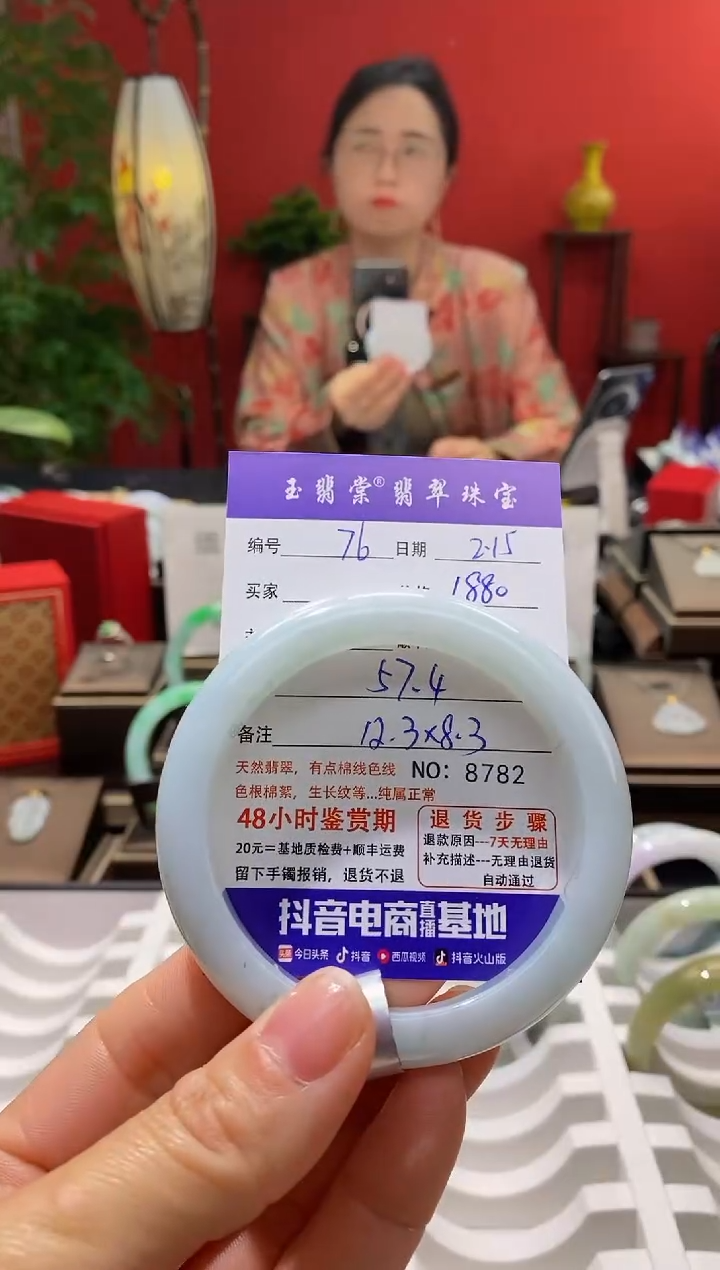 玉翡棠®翡翠珠宝
编号 76 日期 2.15
买家 1880
57.4
备注 12.3×8.3
天然翡翠，有点棉线色线 NO：8782
色根棉絮，生长纹等...纯属正常
48小时鉴赏期
20元=基地质检费+顺丰运费
留下手镯报销，退货不退
退货步骤
退款原因---7天无理由
补充描述---无理由退货
自动通过
抖音电商直播基地
头条 今日头条 抖音 西瓜视频 抖音火山版